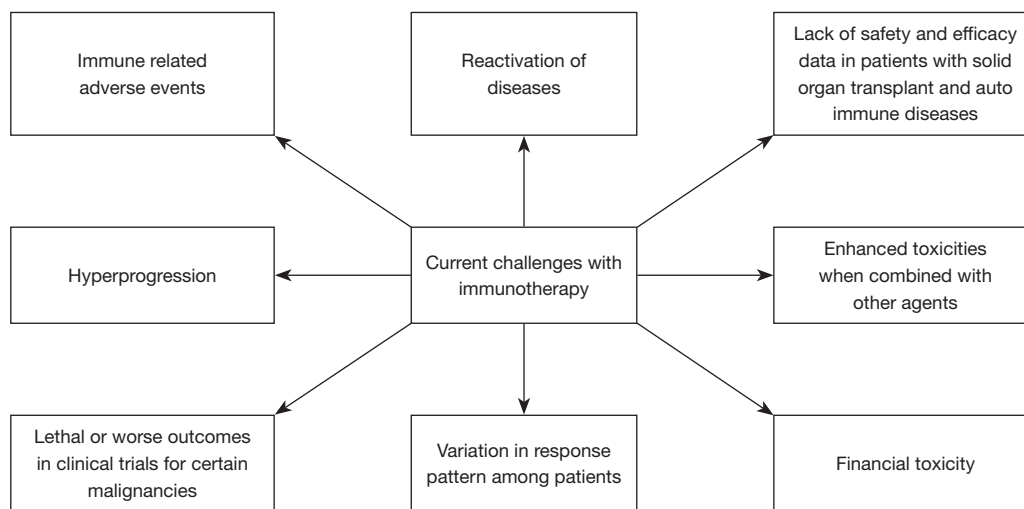 Immune related
adverse events
Reactivation of
diseases
Lack of safety and efficacy
data in patients with solid
organ transplant and auto
immune diseases
Hyperprogression
Current challenges with
immunotherapy
Enhanced toxicities
when combined with
other agents
Lethal or worse outcomes
in clinical trials for certain
malignancies
Variation in response
pattern among patients
Financial toxicity